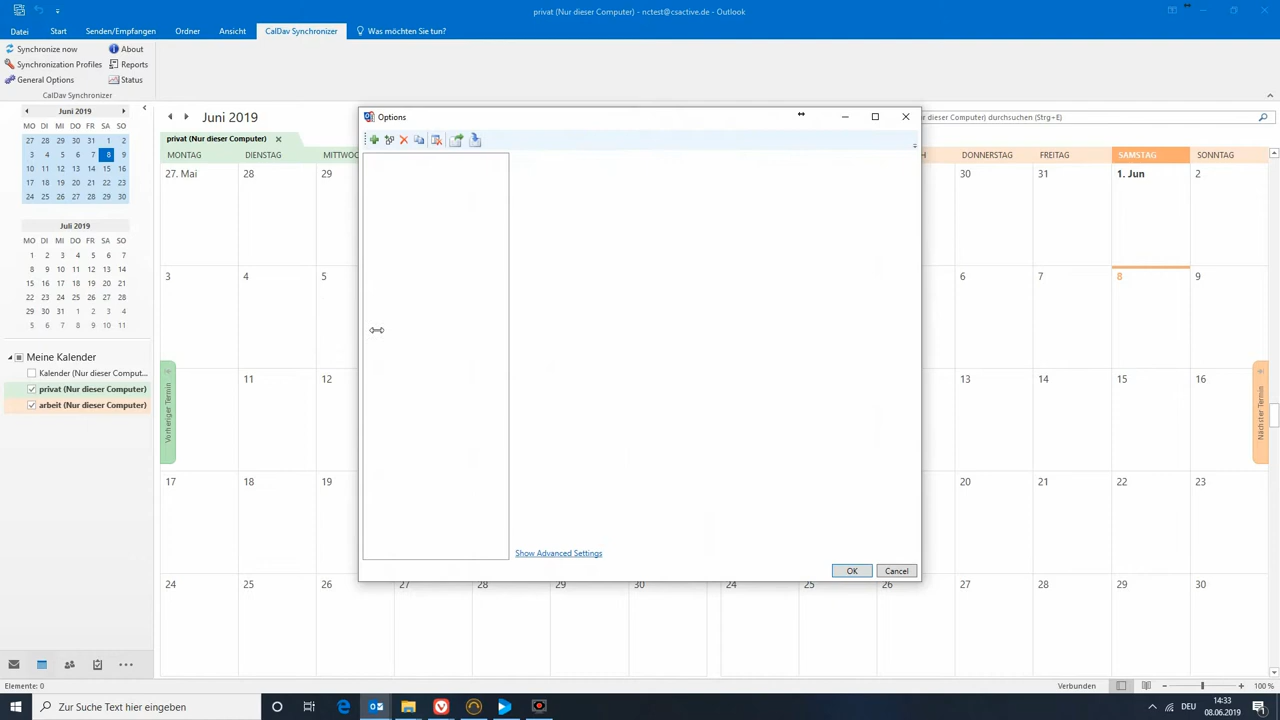 privat (Nur dieser Computer) - nctest@csactive.de - Outlook
Datei Start Senden/Empfangen Ordner Ansicht CalDav Synchronizer Was möchten Sie tun?
Synchronize now About
Synchronization Profiles Reports
General Options Status
CalDav Synchronizer
Juni 2019
MO DI MI DO FR SA SO
27 28 29 30 31 1 2
3 4 5 6 7 8 9
10 11 12 13 14 15 16
17 18 19 20 21 22 23
24 25 26 27 28 29 30
Juli 2019
MO DI MI DO FR SA SO
1 2 3 4 5 6 7
8 9 10 11 12 13 14
15 16 17 18 19 20 21
22 23 24 25 26 27 28
29 30 31 1 2 3 4
5 6 7 8 9 10 11
Meine Kalender
Kalender (Nur dieser Comput...
privat (Nur dieser Computer)
arbeit (Nur dieser Computer)
Juni 2019
er Computer) durchsuchen (Strg+E)
privat (Nur dieser Computer)
MONTAG DIENSTAG MITTWOC H DONNERSTAG FREITAG SAMSTAG SONNTAG
27. Mai 28 29 30 31 1. Jun 2
3 4 5 6 7 8 9
11 12 13 14 15 16
17 18 19 20 21 22 23
24 25 26 27 28 29 30 24 25 26 27 28 29 30
Vorheriger Termin
Nächster Termin
Options
Show Advanced Settings
OK Cancel
Elemente: 0
Verbunden
100 %
Zur Suche Text hier eingeben
DEU
14:33
08.06.2019